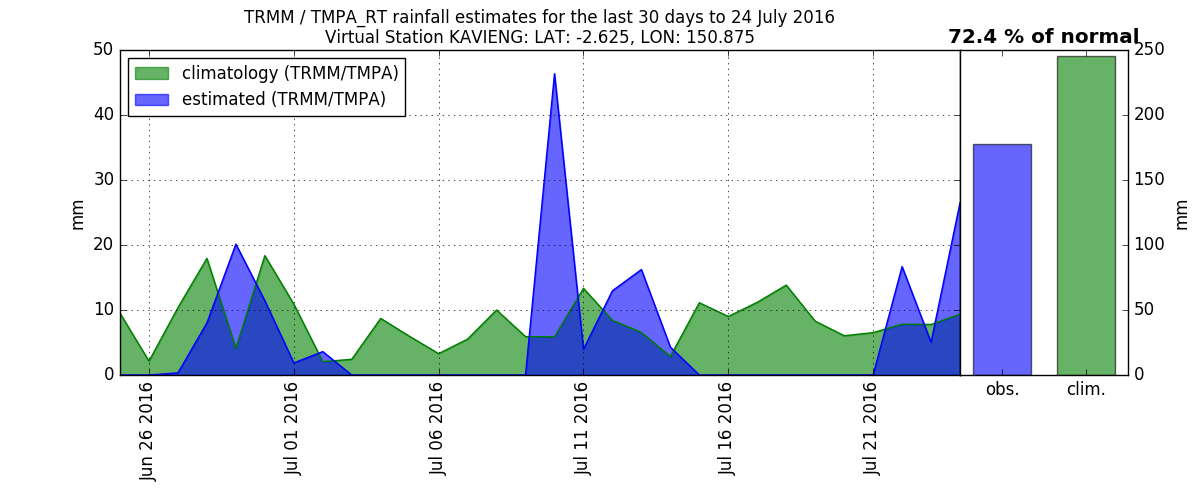 TRMM / TMPA_RT rainfall estimates for the last 30 days to 24 July 2016
Virtual Station KAVIENG: LAT: -2.625, LON: 150.875
72.4 % of normal
climatology (TRMM/TMPA)
estimated (TRMM/TMPA)
50
40
30
20
10
0
mm
Jun 26 2016
Jul 01 2016
Jul 06 2016
Jul 11 2016
Jul 16 2016
Jul 21 2016
obs.
clim.
250
200
150
100
50
0
mm